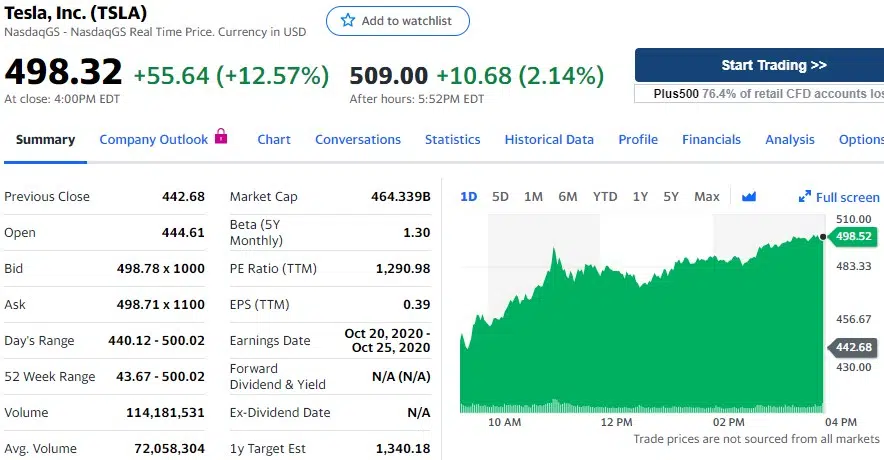 Tesla, Inc. (TSLA)
NasdaqGS - NasdaqGS Real Time Price. Currency in USD
Add to watchlist
498.32 +55.64 (+12.57%)
At close: 4:00PM EDT
509.00 +10.68 (2.14%)
After hours: 5:52PM EDT
Start Trading >>
Plus500 76.4% of retail CFD accounts los
Summary Company Outlook Chart Conversations Statistics Historical Data Profile Financials Analysis Options
Previous Close 442.68
Open 444.61
Bid 498.78 x 1000
Ask 498.71 x 1100
Day's Range 440.12 - 500.02
52 Week Range 43.67 - 500.02
Volume 114,181,531
Avg. Volume 72,058,304
Market Cap 464.339B
Beta (5Y
Monthly) 1.30
PE Ratio (TTM) 1,290.98
EPS (TTM) 0.39
Earnings Date Oct 20, 2020 -
Oct 25, 2020
Forward
Dividend & Yield N/A (N/A)
Ex-Dividend Date N/A
1y Target Est 1,340.18
1D 5D 1M 6M YTD 1Y 5Y Max Full screen
510.00
498.52
483.33
456.67
442.68
430.00
10 AM 12 PM 02 PM 04 PM
Trade prices are not sourced from all markets